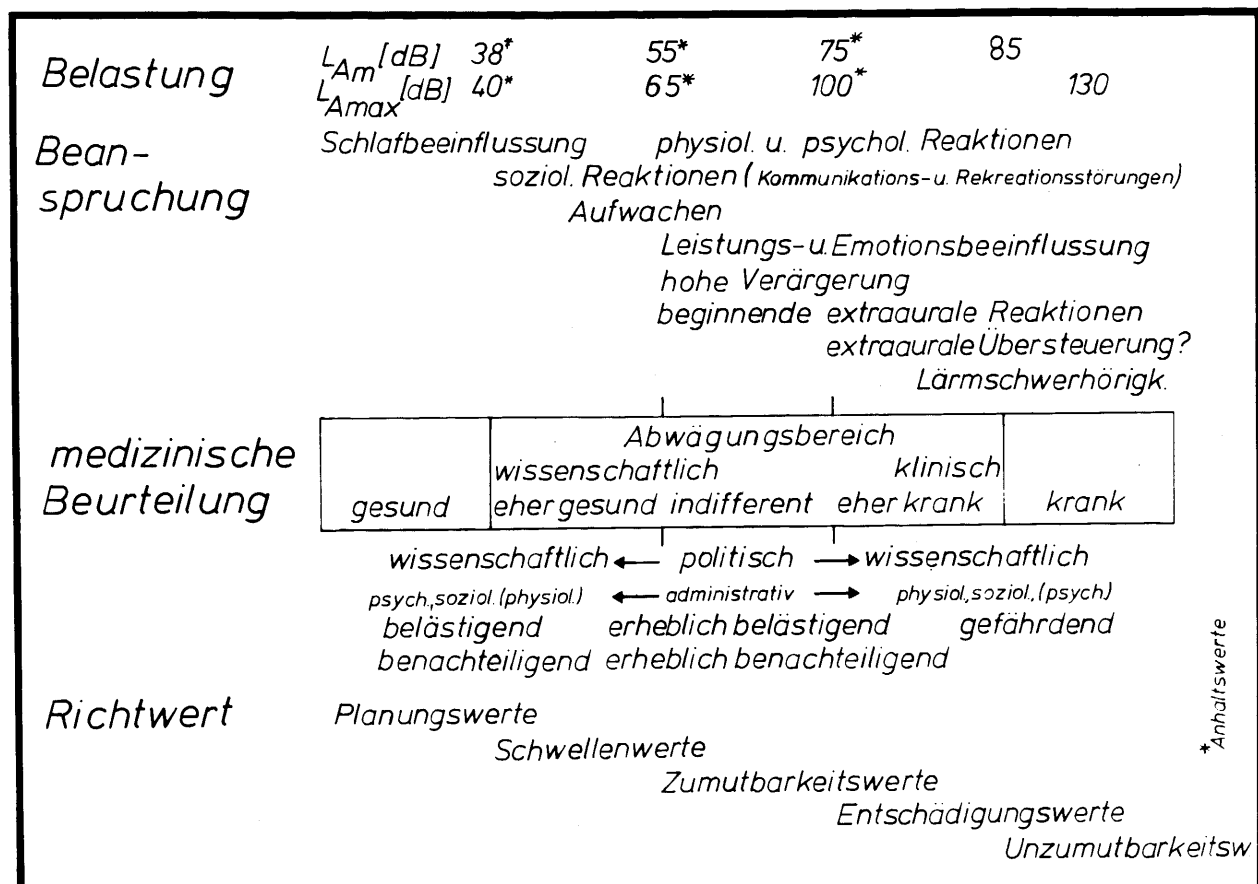 Belastung L_Am [dB] 38* 55* 75* 85
L_Amax [dB] 40* 65* 100* 130
Bean-
spruchung
Schlafbeeinflussung physiol. u. psychol. Reaktionen
soziol. Reaktionen (Kommunikations- u. Rekreationsstörungen)
Aufwachen
Leistungs- u. Emotionsbeeinflussung
hohe Verärgerung
beginnende extraaurale Reaktionen
extraaurale Übersteuerung?
Lärmschwerhörigk.
medizinische
Beurteilung
Abwägungsbereich
wissenschaftlich klinisch
gesund eher gesund indifferent eher krank krank
wissenschaftlich ← politisch → wissenschaftlich
psych., soziol. (physiol.) ← administrativ → physiol., soziol., (psych)
belästigend erheblich belästigend gefährdend
benachteiligend erheblich benachteiligend
Richtwert Planungswerte
Schwellenwerte
Zumutbarkeitswerte
Entschädigungswerte
Unzumutbarkeitsw
*Anhaltswerte